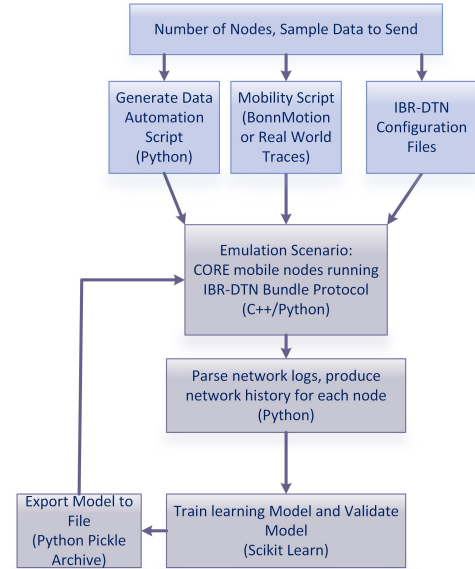 Number of Nodes, Sample Data to Send
Generate Data
Automation
Script
(Python)
Mobility Script
(BonnMotion
or Real World
Traces)
IBR-DTN
Configuration
Files
Emulation Scenario:
CORE mobile nodes running
IBR-DTN Bundle Protocol
(C++/Python)
Parse network logs, produce
network history for each node
(Python)
Export Model to
File
(Python Pickle
Archive)
Train learning Model and Validate
Model
(Scikit Learn)